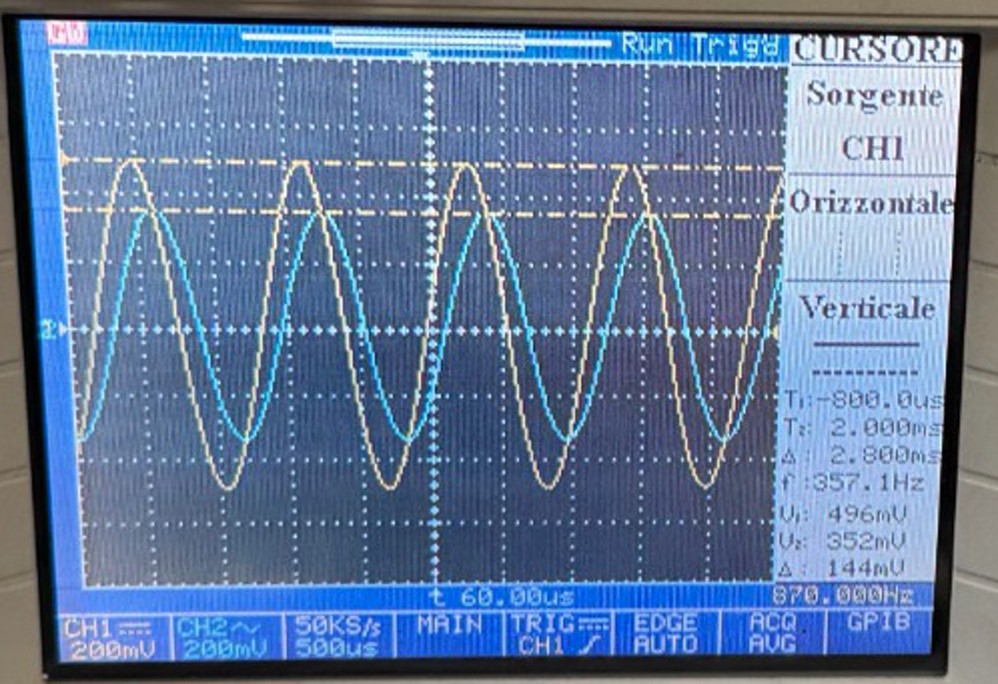 Run Trig'd
CURSORE
Sorgente
CH1
Orizzontale
Verticale
T1:-800.0us
T2: 2.000ms
Δ: 2.800ms
f:357.1Hz
V1: 496mV
V2: 352mV
Δ: 144mV
t 60.00us
870.000Hz
CH1 200mV
CH2 200mV
50KS/s
500us
MAIN
TRIG
CH1
EDGE
AUTO
ACQ
AVG
GPIB